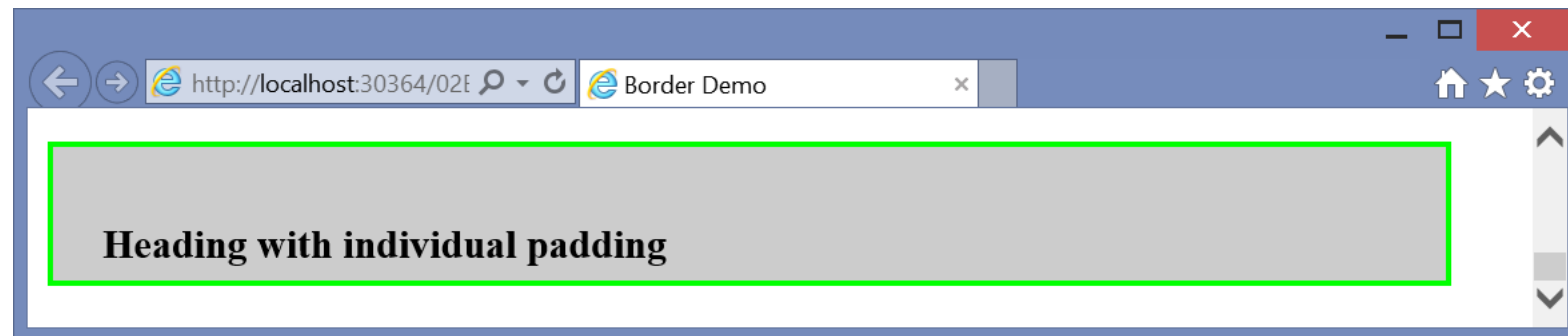 http://localhost:30364/02E
Border Demo
Heading with individual padding